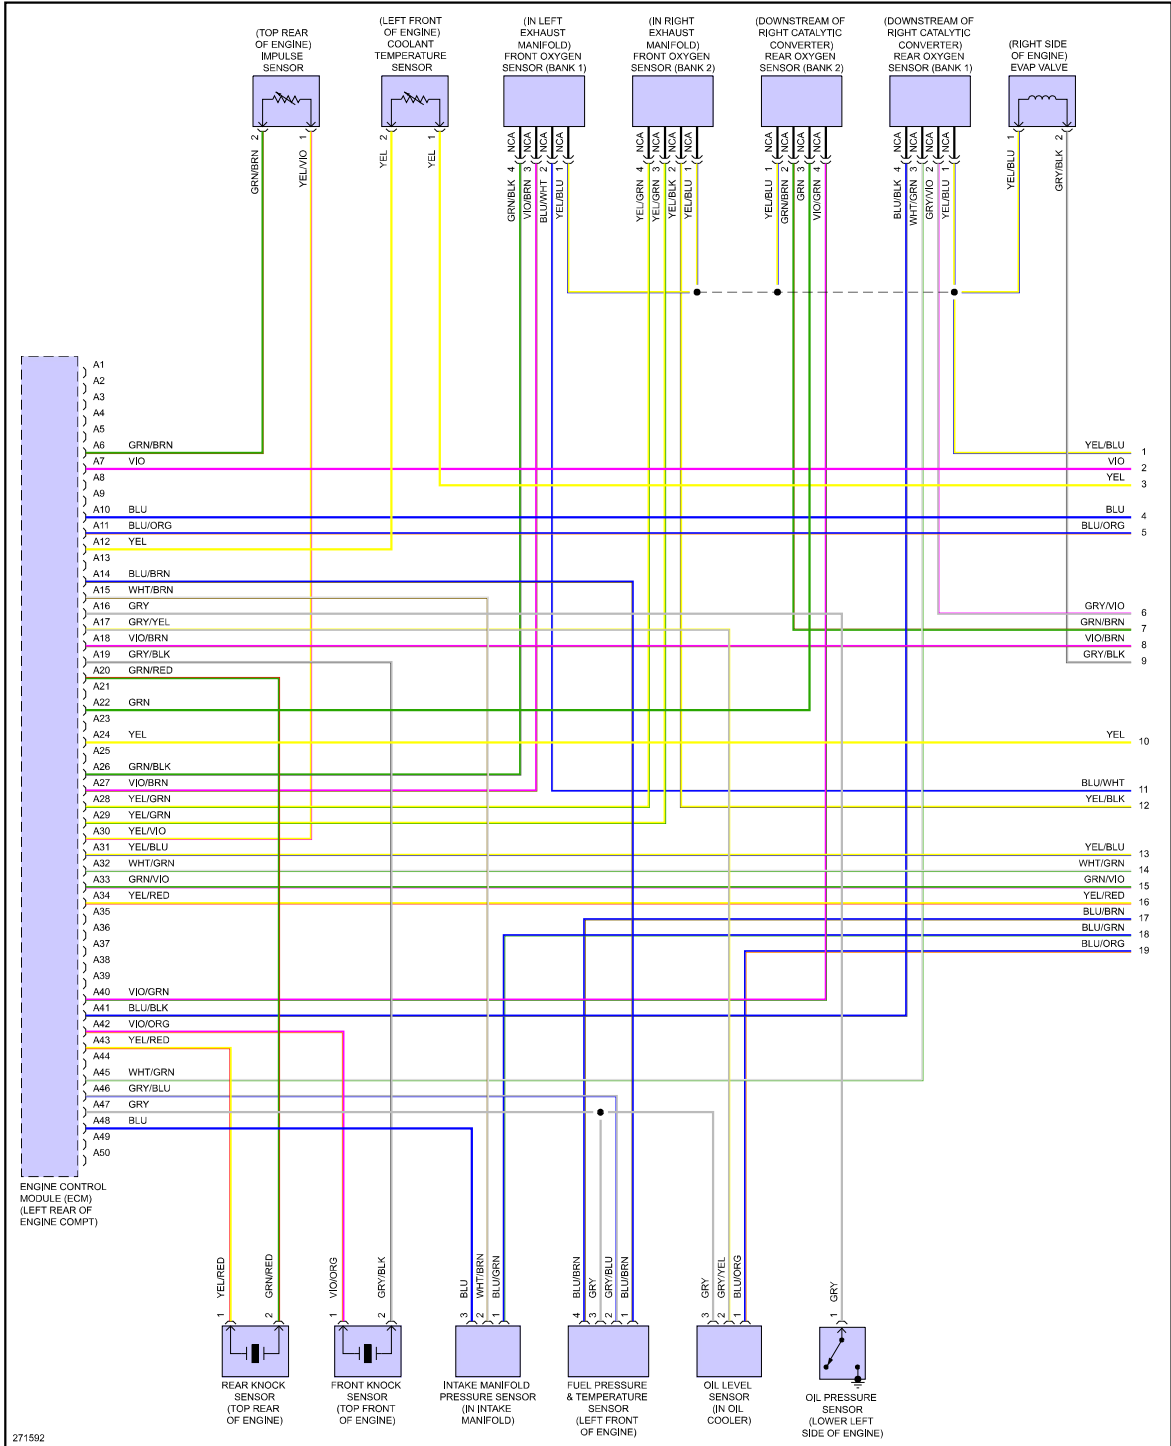 (TOP REAR
OF ENGINE)
IMPULSE
SENSOR
(LEFT FRONT
OF ENGINE)
COOLANT
TEMPERATURE
SENSOR
(IN LEFT
EXHAUST
MANIFOLD)
FRONT OXYGEN
SENSOR (BANK 1)
(IN RIGHT
EXHAUST
MANIFOLD)
FRONT OXYGEN
SENSOR (BANK 2)
(DOWNSTREAM OF
RIGHT CATALYTIC
CONVERTER)
REAR OXYGEN
SENSOR (BANK 2)
(DOWNSTREAM OF
RIGHT CATALYTIC
CONVERTER)
REAR OXYGEN
SENSOR (BANK 1)
(RIGHT SIDE
OF ENGINE)
EVAP VALVE
2 GRN/BRN
1 YEL/VIO
2 YEL
1 YEL
NCA 4 GRN/BLK
NCA 3 VIO/BRN
NCA 2 BLU/WHT
NCA 1 YEL/BLU
NCA 4 YEL/GRN
NCA 3 YEL/GRN
NCA 2 YEL/BLK
NCA 1 YEL/BLU
NCA 1 YEL/BLU
NCA 2 GRN/BRN
NCA 3 GRN
NCA 4 VIO/GRN
NCA 4 BLU/BLK
NCA 3 WHT/GRN
NCA 2 GRY/VIO
NCA 1 YEL/BLU
1 YEL/BLU
2 GRY/BLK
A1
A2
A3
A4
A5
A6 GRN/BRN
A7 VIO
A8
A9
A10 BLU
A11 BLU/ORG
A12 YEL
A13
A14 BLU/BRN
A15 WHT/BRN
A16 GRY
A17 GRY/YEL
A18 VIO/BRN
A19 GRY/BLK
A20 GRN/RED
A21
A22 GRN
A23
A24 YEL
A25
A26 GRN/BLK
A27 VIO/BRN
A28 YEL/GRN
A29 YEL/GRN
A30 YEL/VIO
A31 YEL/BLU
A32 WHT/GRN
A33 GRN/VIO
A34 YEL/RED
A35
A36
A37
A38
A39
A40 VIO/GRN
A41 BLU/BLK
A42 VIO/ORG
A43 YEL/RED
A44
A45 WHT/GRN
A46 GRY/BLU
A47 GRY
A48 BLU
A49
A50
YEL/BLU 1
VIO 2
YEL 3
BLU 4
BLU/ORG 5
GRY/VIO 6
GRN/BRN 7
VIO/BRN 8
GRY/BLK 9
YEL 10
BLU/WHT 11
YEL/BLK 12
YEL/BLU 13
WHT/GRN 14
GRN/VIO 15
YEL/RED 16
BLU/BRN 17
BLU/GRN 18
BLU/ORG 19
ENGINE CONTROL
MODULE (ECM)
(LEFT REAR OF
ENGINE COMPT)
1 YEL/RED
2 GRN/RED
1 VIO/ORG
2 GRY/BLK
3 BLU
2 WHT/BRN
1 BLU/GRN
4 BLU/BRN
3 GRY
2 GRY/BLU
1 BLU/BRN
3 GRY
2 GRY/YEL
1 BLU/ORG
1 GRY
REAR KNOCK
SENSOR
(TOP REAR
OF ENGINE)
FRONT KNOCK
SENSOR
(TOP FRONT
OF ENGINE)
INTAKE MANIFOLD
PRESSURE SENSOR
(IN INTAKE
MANIFOLD)
FUEL PRESSURE
& TEMPERATURE
SENSOR
(LEFT FRONT
OF ENGINE)
OIL LEVEL
SENSOR
(IN OIL
COOLER)
OIL PRESSURE
SENSOR
(LOWER LEFT
SIDE OF ENGINE)
271592